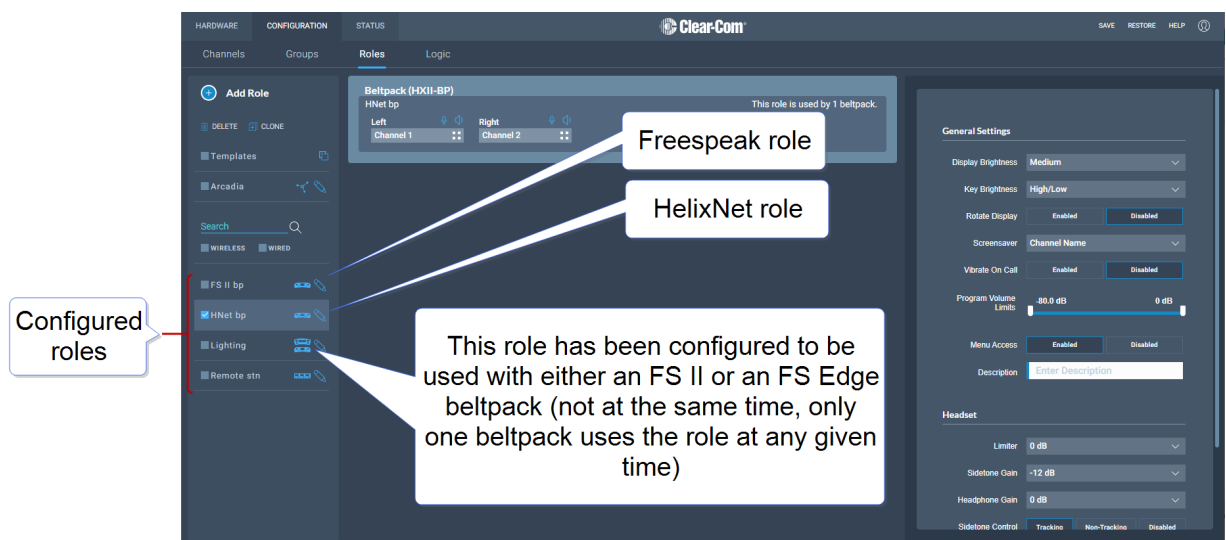 HARDWARE CONFIGURATION STATUS Clear-Com SAVE RESTORE HELP
Channels Groups Roles Logic
Add Role
DELETE CLONE
Templates
Arcadia
Search
WIRELESS WIRED
FS II bp
HNet bp
Lighting
Remote stn
Configured
roles
Beltpack (HXII-BP)
HNet bp This role is used by 1 beltpack.
Left Right
Channel 1 Channel 2
Freespeak role
HelixNet role
This role has been configured to be
used with either an FS II or an FS Edge
beltpack (not at the same time, only
one beltpack uses the role at any given
time)
General Settings
Display Brightness Medium
Key Brightness High/Low
Rotate Display Enabled Disabled
Screensaver Channel Name
Vibrate On Call Enabled Disabled
Program Volume
Limits -80.0 dB 0 dB
Menu Access Enabled Disabled
Description Enter Description
Headset
Limiter 0 dB
Sidetone Gain -12 dB
Headphone Gain 0 dB
Sidetone Control Tracking Non-Tracking Disabled